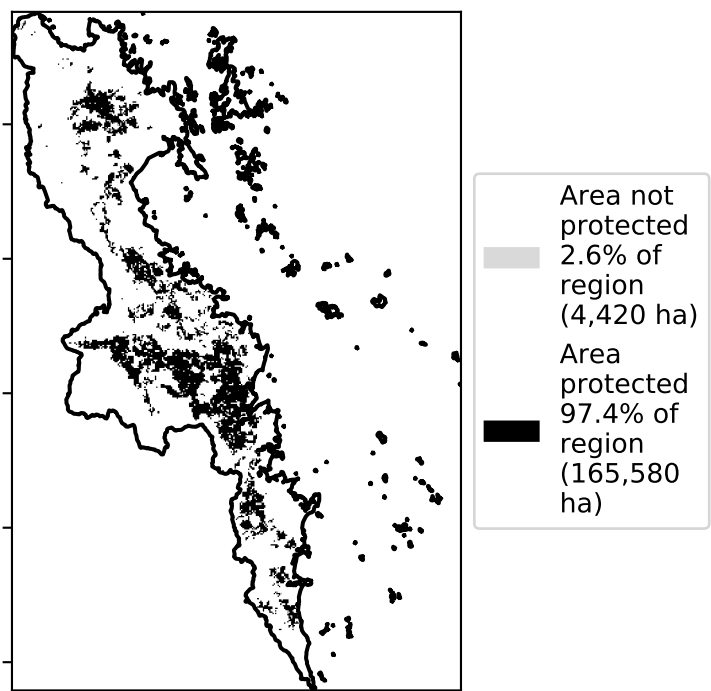 Area not
protected
2.6% of
region
(4,420 ha)
Area
protected
97.4% of
region
(165,580
ha)